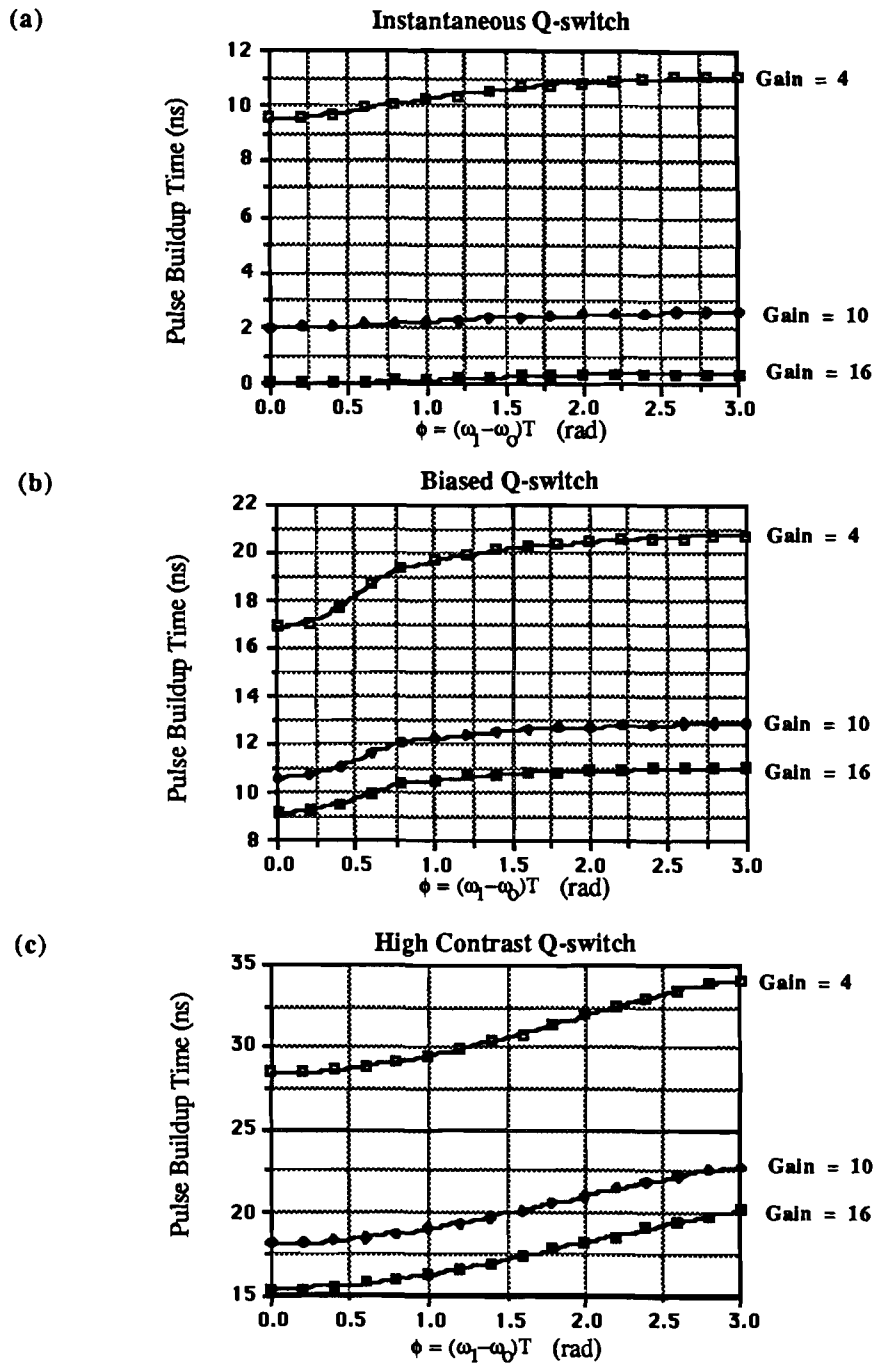 (a)
Instantaneous Q-switch
Pulse Buildup Time (ns)
12
10
8
6
4
2
0
0.0 0.5 1.0 1.5 2.0 2.5 3.0
Gain = 4
Gain = 10
Gain = 16
ϕ = (ω₁−ω₀)T (rad)
(b)
Biased Q-switch
Pulse Buildup Time (ns)
22
20
18
16
14
12
10
8
0.0 0.5 1.0 1.5 2.0 2.5 3.0
Gain = 4
Gain = 10
Gain = 16
ϕ = (ω₁−ω₀)T (rad)
(c)
High Contrast Q-switch
Pulse Buildup Time (ns)
35
30
25
20
15
0.0 0.5 1.0 1.5 2.0 2.5 3.0
Gain = 4
Gain = 10
Gain = 16
ϕ = (ω₁−ω₀)T (rad)